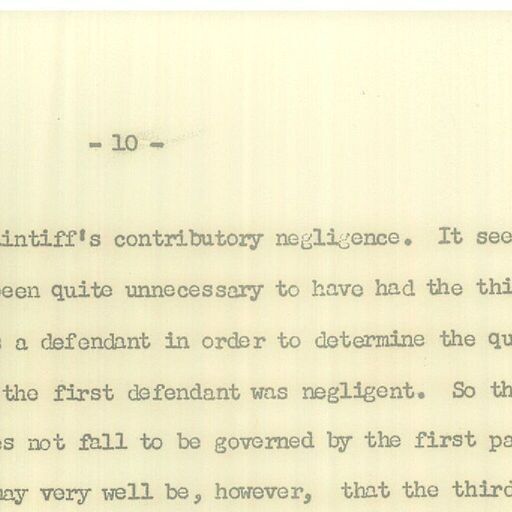 - 10 -
intiff's contributory negligence. It see
een quite unnecessary to have had the thi
a defendant in order to determine the qu
the first defendant was negligent. So th
s not fall to be governed by the first pa
ay very well be, however, that the third